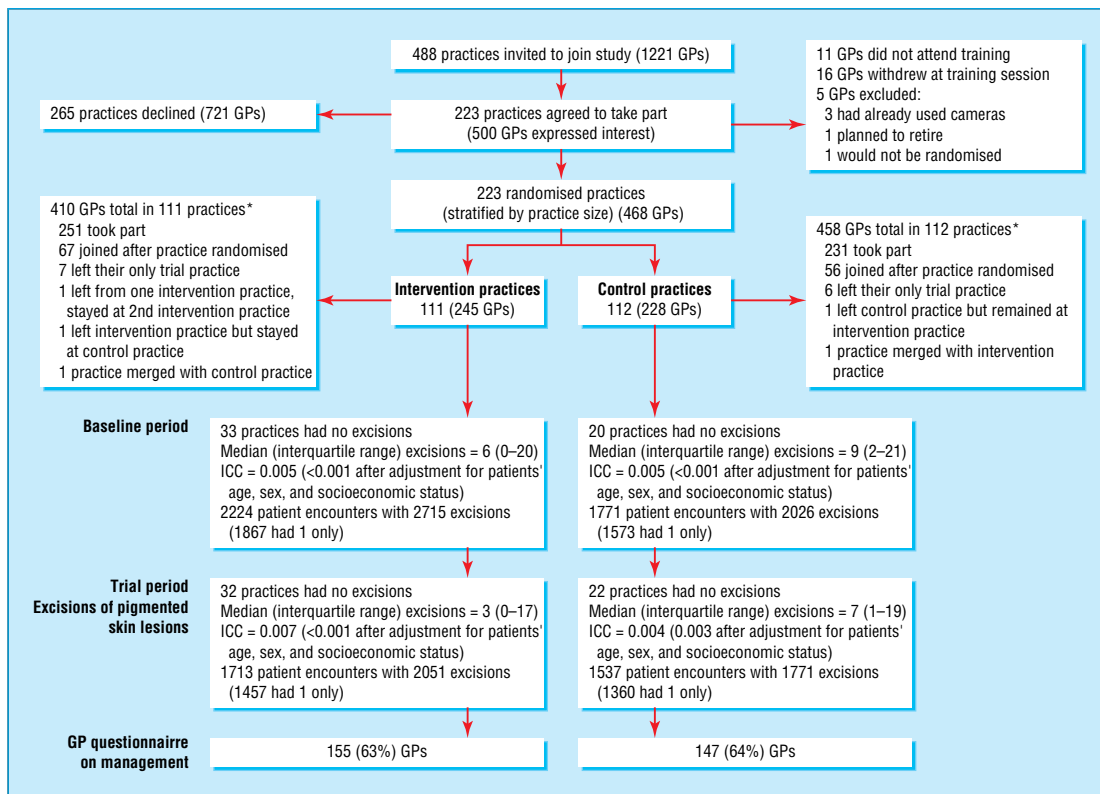 488 practices invited to join study (1221 GPs)
11 GPs did not attend training
16 GPs withdrew at training session
5 GPs excluded:
3 had already used cameras
1 planned to retire
1 would not be randomised
265 practices declined (721 GPs)
223 practices agreed to take part
(500 GPs expressed interest)
223 randomised practices
(stratified by practice size) (468 GPs)
410 GPs total in 111 practices*
251 took part
67 joined after practice randomised
7 left their only trial practice
1 left from one intervention practice,
stayed at 2nd intervention practice
1 left intervention practice but stayed
at control practice
1 practice merged with control practice
Intervention practices
111 (245 GPs)
Control practices
112 (228 GPs)
458 GPs total in 112 practices*
231 took part
56 joined after practice randomised
6 left their only trial practice
1 left control practice but remained at
intervention practice
1 practice merged with intervention
practice
Baseline period
33 practices had no excisions
Median (interquartile range) excisions = 6 (0–20)
ICC = 0.005 (<0.001 after adjustment for patients'
age, sex, and socioeconomic status)
2224 patient encounters with 2715 excisions
(1867 had 1 only)
20 practices had no excisions
Median (interquartile range) excisions = 9 (2–21)
ICC = 0.005 (<0.001 after adjustment for patients'
age, sex, and socioeconomic status)
1771 patient encounters with 2026 excisions
(1573 had 1 only)
Trial period
Excisions of pigmented
skin lesions
32 practices had no excisions
Median (interquartile range) excisions = 3 (0–17)
ICC = 0.007 (<0.001 after adjustment for patients'
age, sex, and socioeconomic status)
1713 patient encounters with 2051 excisions
(1457 had 1 only)
22 practices had no excisions
Median (interquartile range) excisions = 7 (1–19)
ICC = 0.004 (0.003 after adjustment for patients'
age, sex, and socioeconomic status)
1537 patient encounters with 1771 excisions
(1360 had 1 only)
GP questionnairre
on management
155 (63%) GPs
147 (64%) GPs